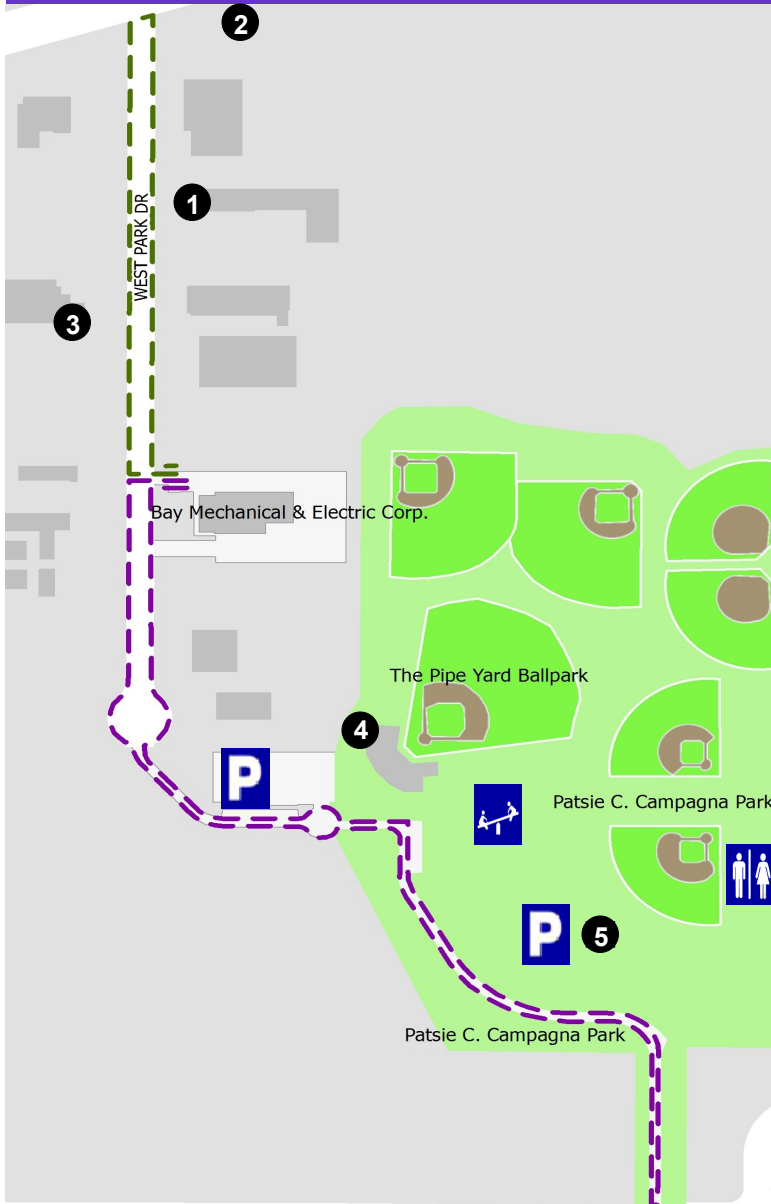 2
1
WEST PARK DR
3
Bay Mechanical & Electric Corp.
The Pipe Yard Ballpark
4
P
Patsie C. Campagna Park
P
5
Patsie C. Campagna Park